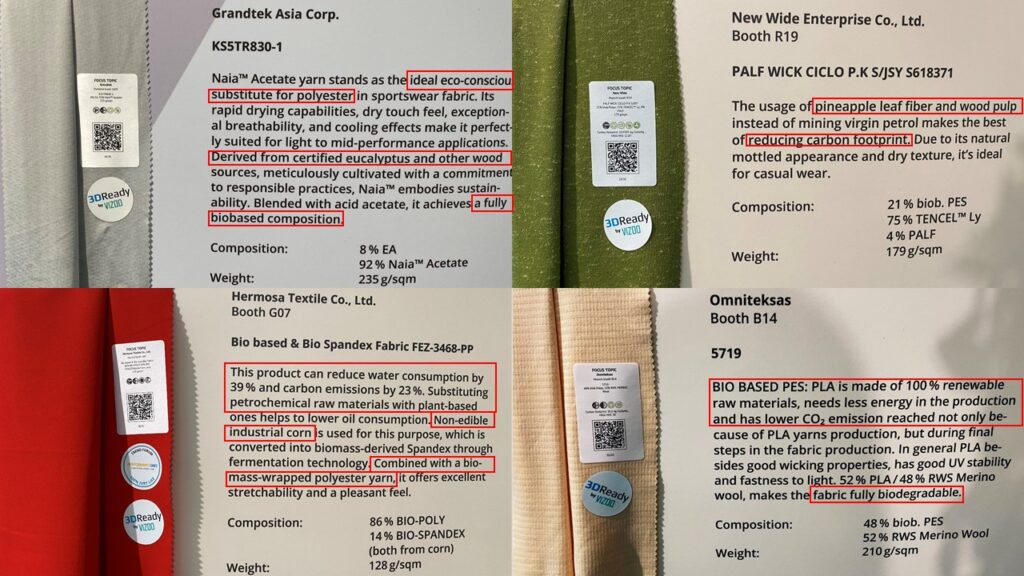 Grandtek Asia Corp.
KS5TR830-1
Naia™ Acetate yarn stands as the ideal eco-conscious
substitute for polyester in sportswear fabric. Its
rapid drying capabilities, dry touch feel, exception-
al breathability, and cooling effects make it perfect-
ly suited for light to mid-performance applications.
Derived from certified eucalyptus and other wood
sources, meticulously cultivated with a commitment
to responsible practices, Naia™ embodies sustain-
ability. Blended with acid acetate, it achieves a fully
biobased composition.
Composition: 8 % EA
92 % Naia™ Acetate
Weight: 235 g/sqm
FOCUS TOPIC
3DReady
by VIZOO
New Wide Enterprise Co., Ltd.
Booth R19
PALF WICK CICLO P.K S/JSY S618371
The usage of pineapple leaf fiber and wood pulp
instead of mining virgin petrol makes the best
of reducing carbon footprint. Due to its natural
mottled appearance and dry texture, it's ideal
for casual wear.
Composition: 21 % biob. PES
75 % TENCEL™ Ly
4 % PALF
Weight: 179 g/sqm
FOCUS TOPIC
New Wide
3DReady
by VIZOO
Hermosa Textile Co., Ltd.
Booth G07
Bio based & Bio Spandex Fabric FEZ-3468-PP
This product can reduce water consumption by
39 % and carbon emissions by 23 %. Substituting
petrochemical raw materials with plant-based
ones helps to lower oil consumption. Non-edible
industrial corn is used for this purpose, which is
converted into biomass-derived Spandex through
fermentation technology. Combined with a bio-
mass-wrapped polyester yarn, it offers excellent
stretchability and a pleasant feel.
Composition: 86 % BIO-POLY
14 % BIO-SPANDEX
(both from corn)
Weight: 128 g/sqm
FOCUS TOPIC
3DReady
by VIZOO
Omniteksas
Booth B14
5719
BIO BASED PES: PLA is made of 100 % renewable
raw materials, needs less energy in the production
and has lower CO₂ emission reached not only be-
cause of PLA yarns production, but during final
steps in the fabric production. In general PLA be-
sides good wicking properties, has good UV stability
and fastness to light. 52 % PLA / 48 % RWS Merino
wool, makes the fabric fully biodegradable.
Composition: 48 % biob. PES
52 % RWS Merino Wool
Weight: 210 g/sqm
FOCUS TOPIC
Omniteksas
3DReady
by VIZOO